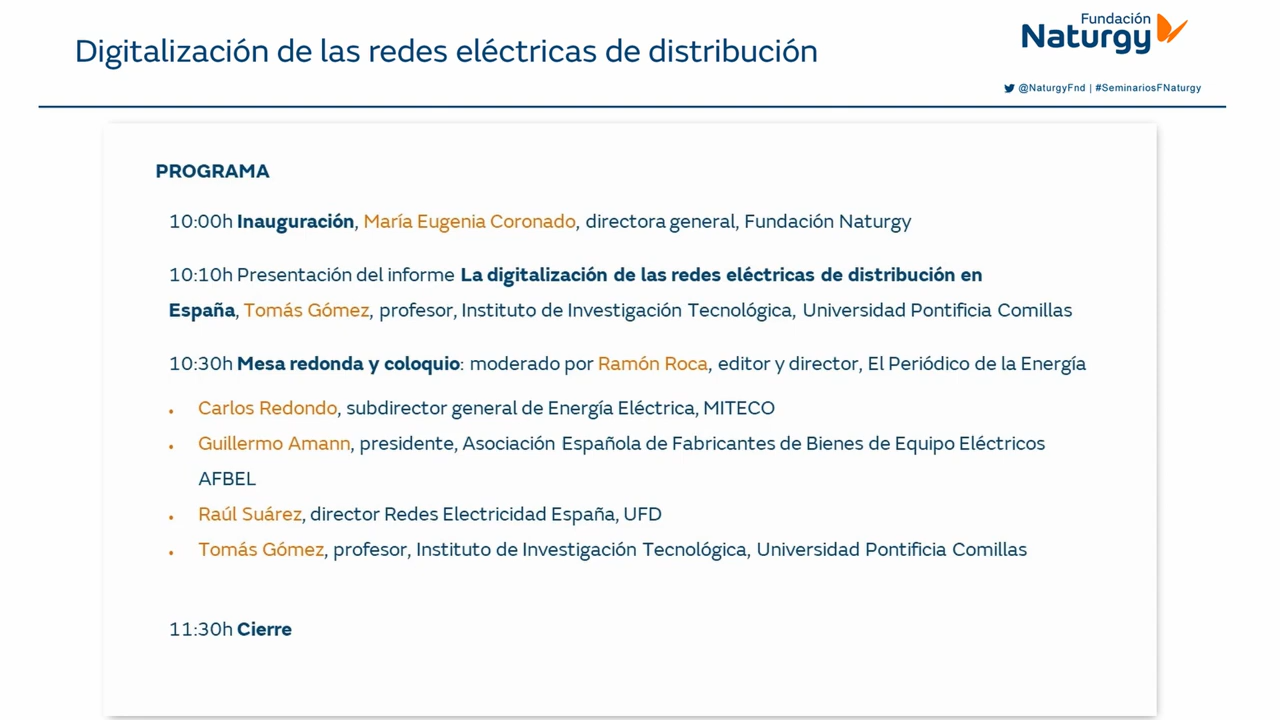 Digitalización de las redes eléctricas de distribución
Fundación
Naturgy
@NaturgyFnd | #SeminariosFNaturgy
PROGRAMA
10:00h Inauguración, María Eugenia Coronado, directora general, Fundación Naturgy
10:10h Presentación del informe La digitalización de las redes eléctricas de distribución en
España, Tomás Gómez, profesor, Instituto de Investigación Tecnológica, Universidad Pontificia Comillas
10:30h Mesa redonda y coloquio: moderado por Ramón Roca, editor y director, El Periódico de la Energía
• Carlos Redondo, subdirector general de Energía Eléctrica, MITECO
• Guillermo Amann, presidente, Asociación Española de Fabricantes de Bienes de Equipo Eléctricos
AFBEL
• Raúl Suárez, director Redes Electricidad España, UFD
• Tomás Gómez, profesor, Instituto de Investigación Tecnológica, Universidad Pontificia Comillas
11:30h Cierre